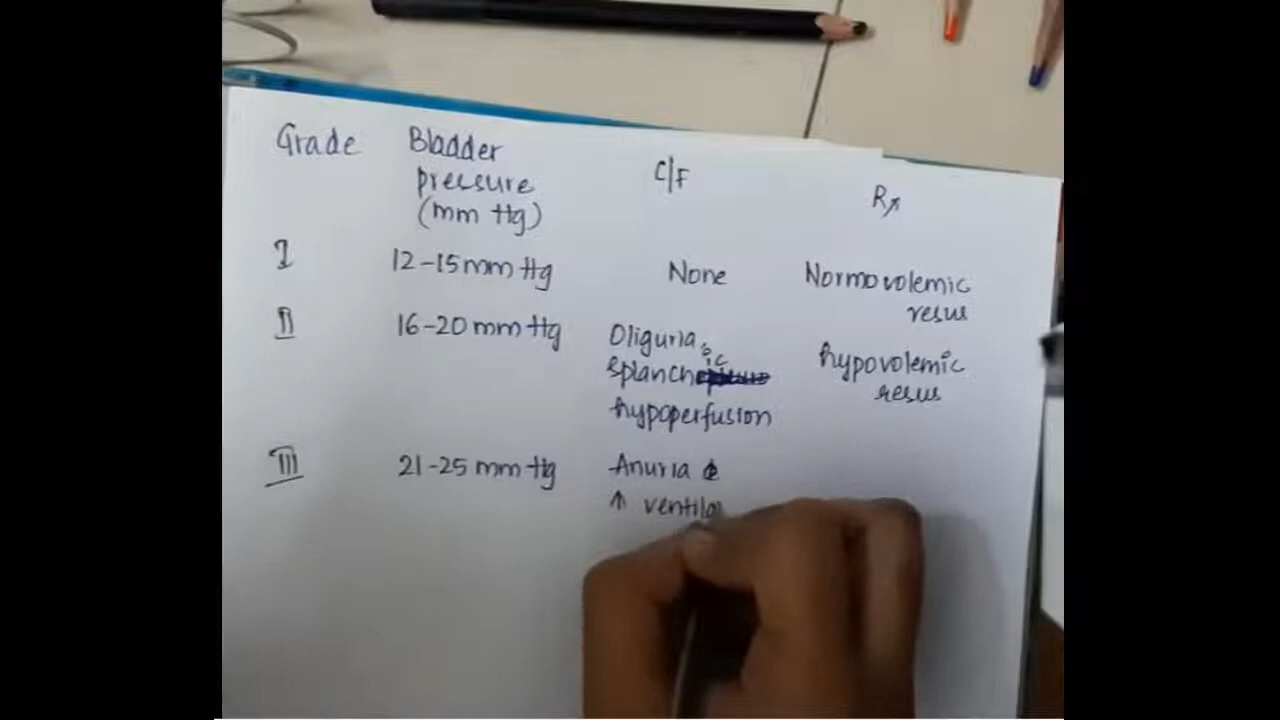 Grade Bladder pressure (mm Hg) C/F Rx
I 12-15 mm Hg None Normovolemic resus
II 16-20 mm Hg Oliguria, & Splanchic hypoperfusion hypovolemic resus
III 21-25 mm Hg Anuria & ↑ ventila